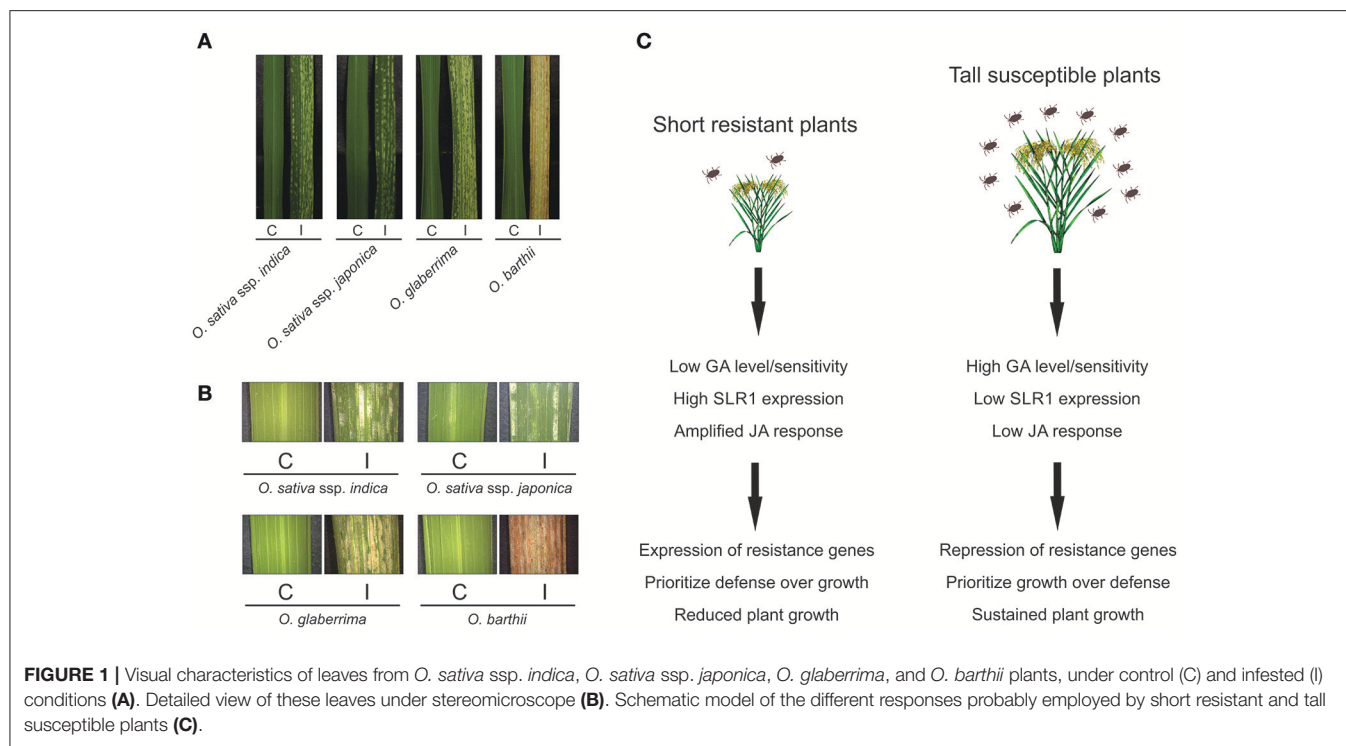 A
C I
O. sativa ssp. indica
C I
O. sativa ssp. japonica
C I
O. glaberrima
C I
O. barthii
B
C I
O. sativa ssp. indica
C I
O. sativa ssp. japonica
C I
O. glaberrima
C I
O. barthii
C
Short resistant plants
Low GA level/sensitivity
High SLR1 expression
Amplified JA response
Expression of resistance genes
Prioritize defense over growth
Reduced plant growth
Tall susceptible plants
High GA level/sensitivity
Low SLR1 expression
Low JA response
Repression of resistance genes
Prioritize growth over defense
Sustained plant growth
FIGURE 1 | Visual characteristics of leaves from O. sativa ssp. indica, O. sativa ssp. japonica, O. glaberrima, and O. barthii plants, under control (C) and infested (I)
conditions (A). Detailed view of these leaves under stereomicroscope (B). Schematic model of the different responses probably employed by short resistant and tall
susceptible plants (C).